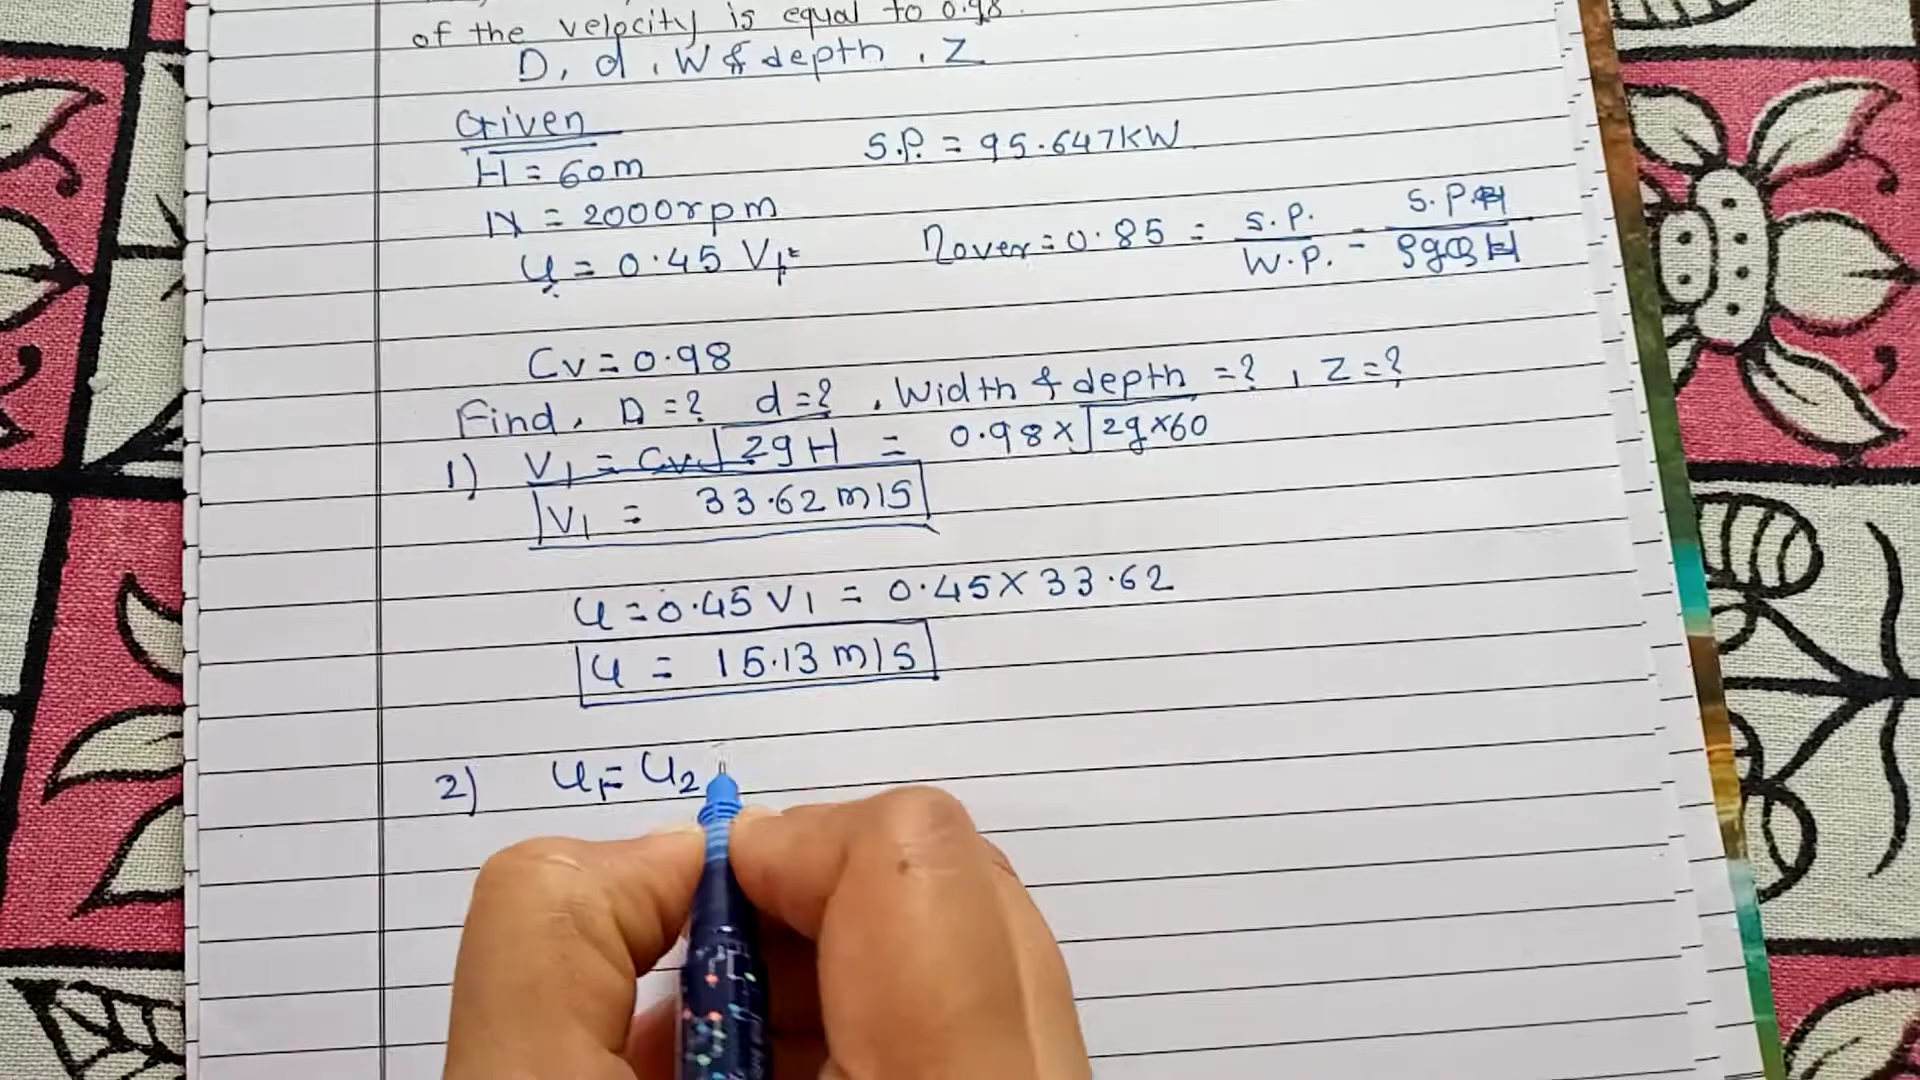 of the velocity is equal to 0.98.
D, d, W & depth, Z
Given
H = 60m
S.P. = 95.647KW
N = 2000rpm
u = 0.45 V1
ηover = 0.85 = S.P. / W.P. = S.P. / ρgQH
Cv = 0.98
Find, D = ? d = ?, Width & depth = ?, Z = ?
1) V1 = Cv√2gH = 0.98 × √2g×60
V1 = 33.62 m/s
u = 0.45 V1 = 0.45 × 33.62
u = 15.13 m/s
2) u1 = u2